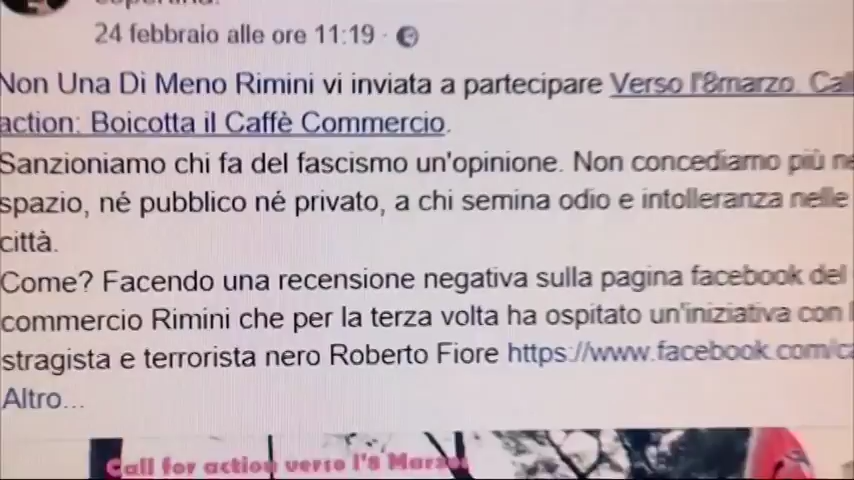 24 febbraio alle ore 11:19 ·
Non Una Di Meno Rimini vi inviata a partecipare Verso l'8marzo. Call
action: Boicotta il Caffè Commercio.
Sanzioniamo chi fa del fascismo un'opinione. Non concediamo più
spazio, né pubblico né privato, a chi semina odio e intolleranza nelle
città.
Come? Facendo una recensione negativa sulla pagina facebook del
commercio Rimini che per la terza volta ha ospitato un'iniziativa con
stragista e terrorista nero Roberto Fiore https://www.facebook.com/ca
Altro...
Call for action verso l'8 Marzo